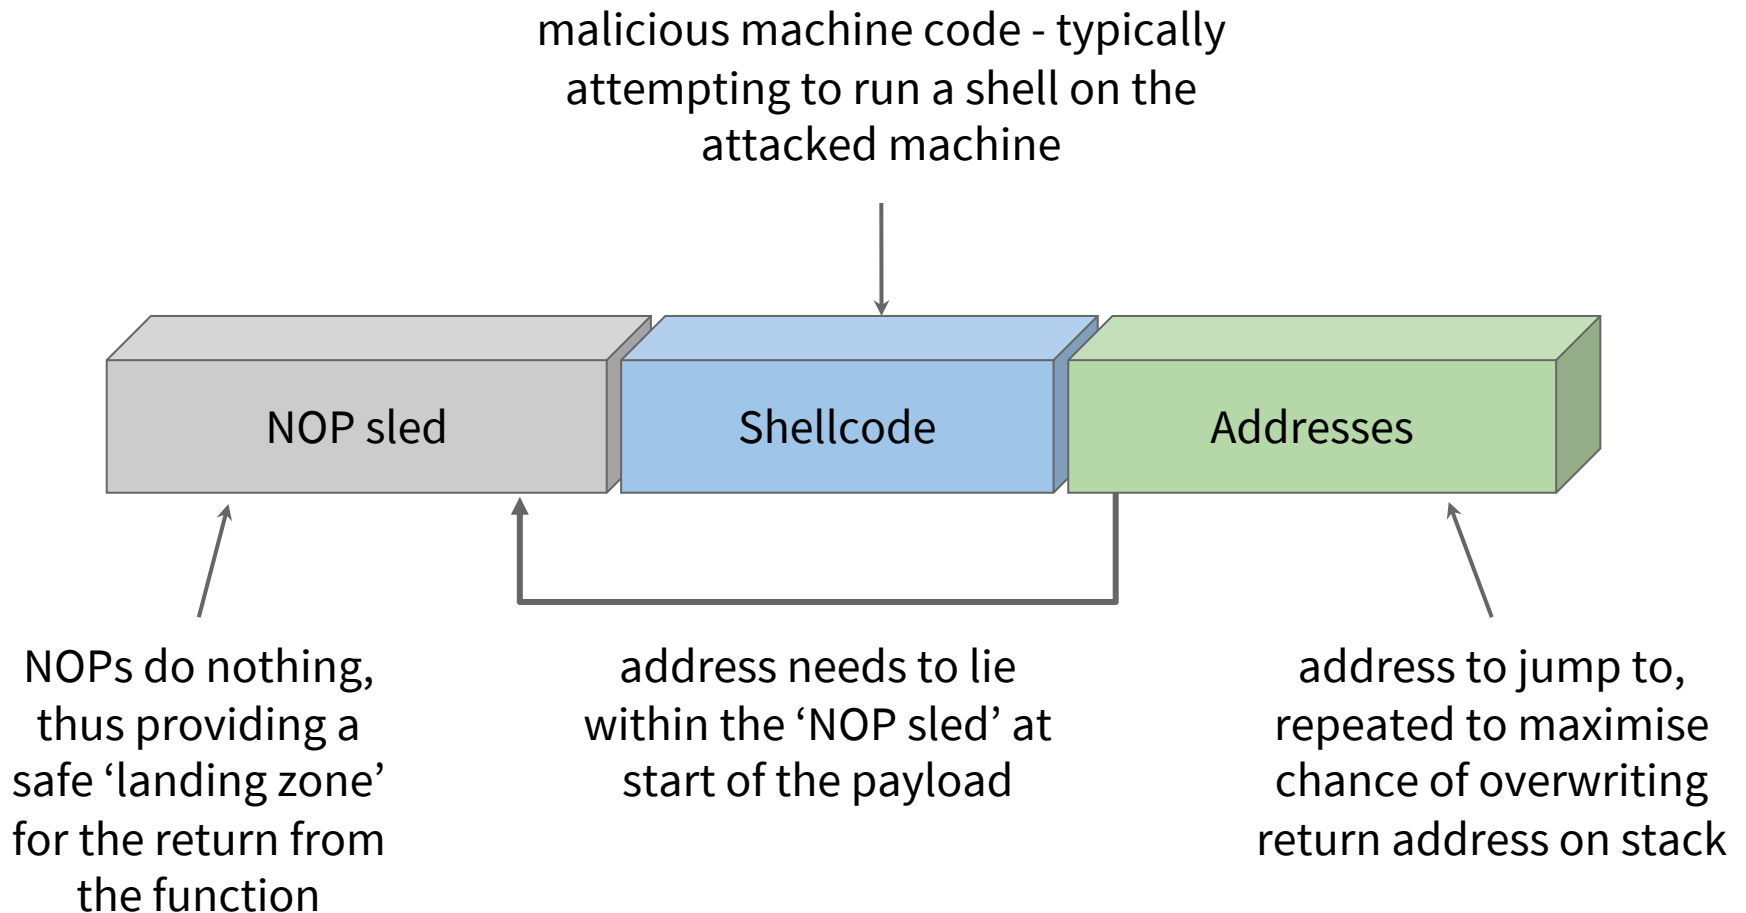 malicious machine code - typically
attempting to run a shell on the
attacked machine
NOP sled
Shellcode
Addresses
NOPs do nothing,
thus providing a
safe ‘landing zone’
for the return from
the function
address needs to lie
within the ‘NOP sled’ at
start of the payload
address to jump to,
repeated to maximise
chance of overwriting
return address on stack